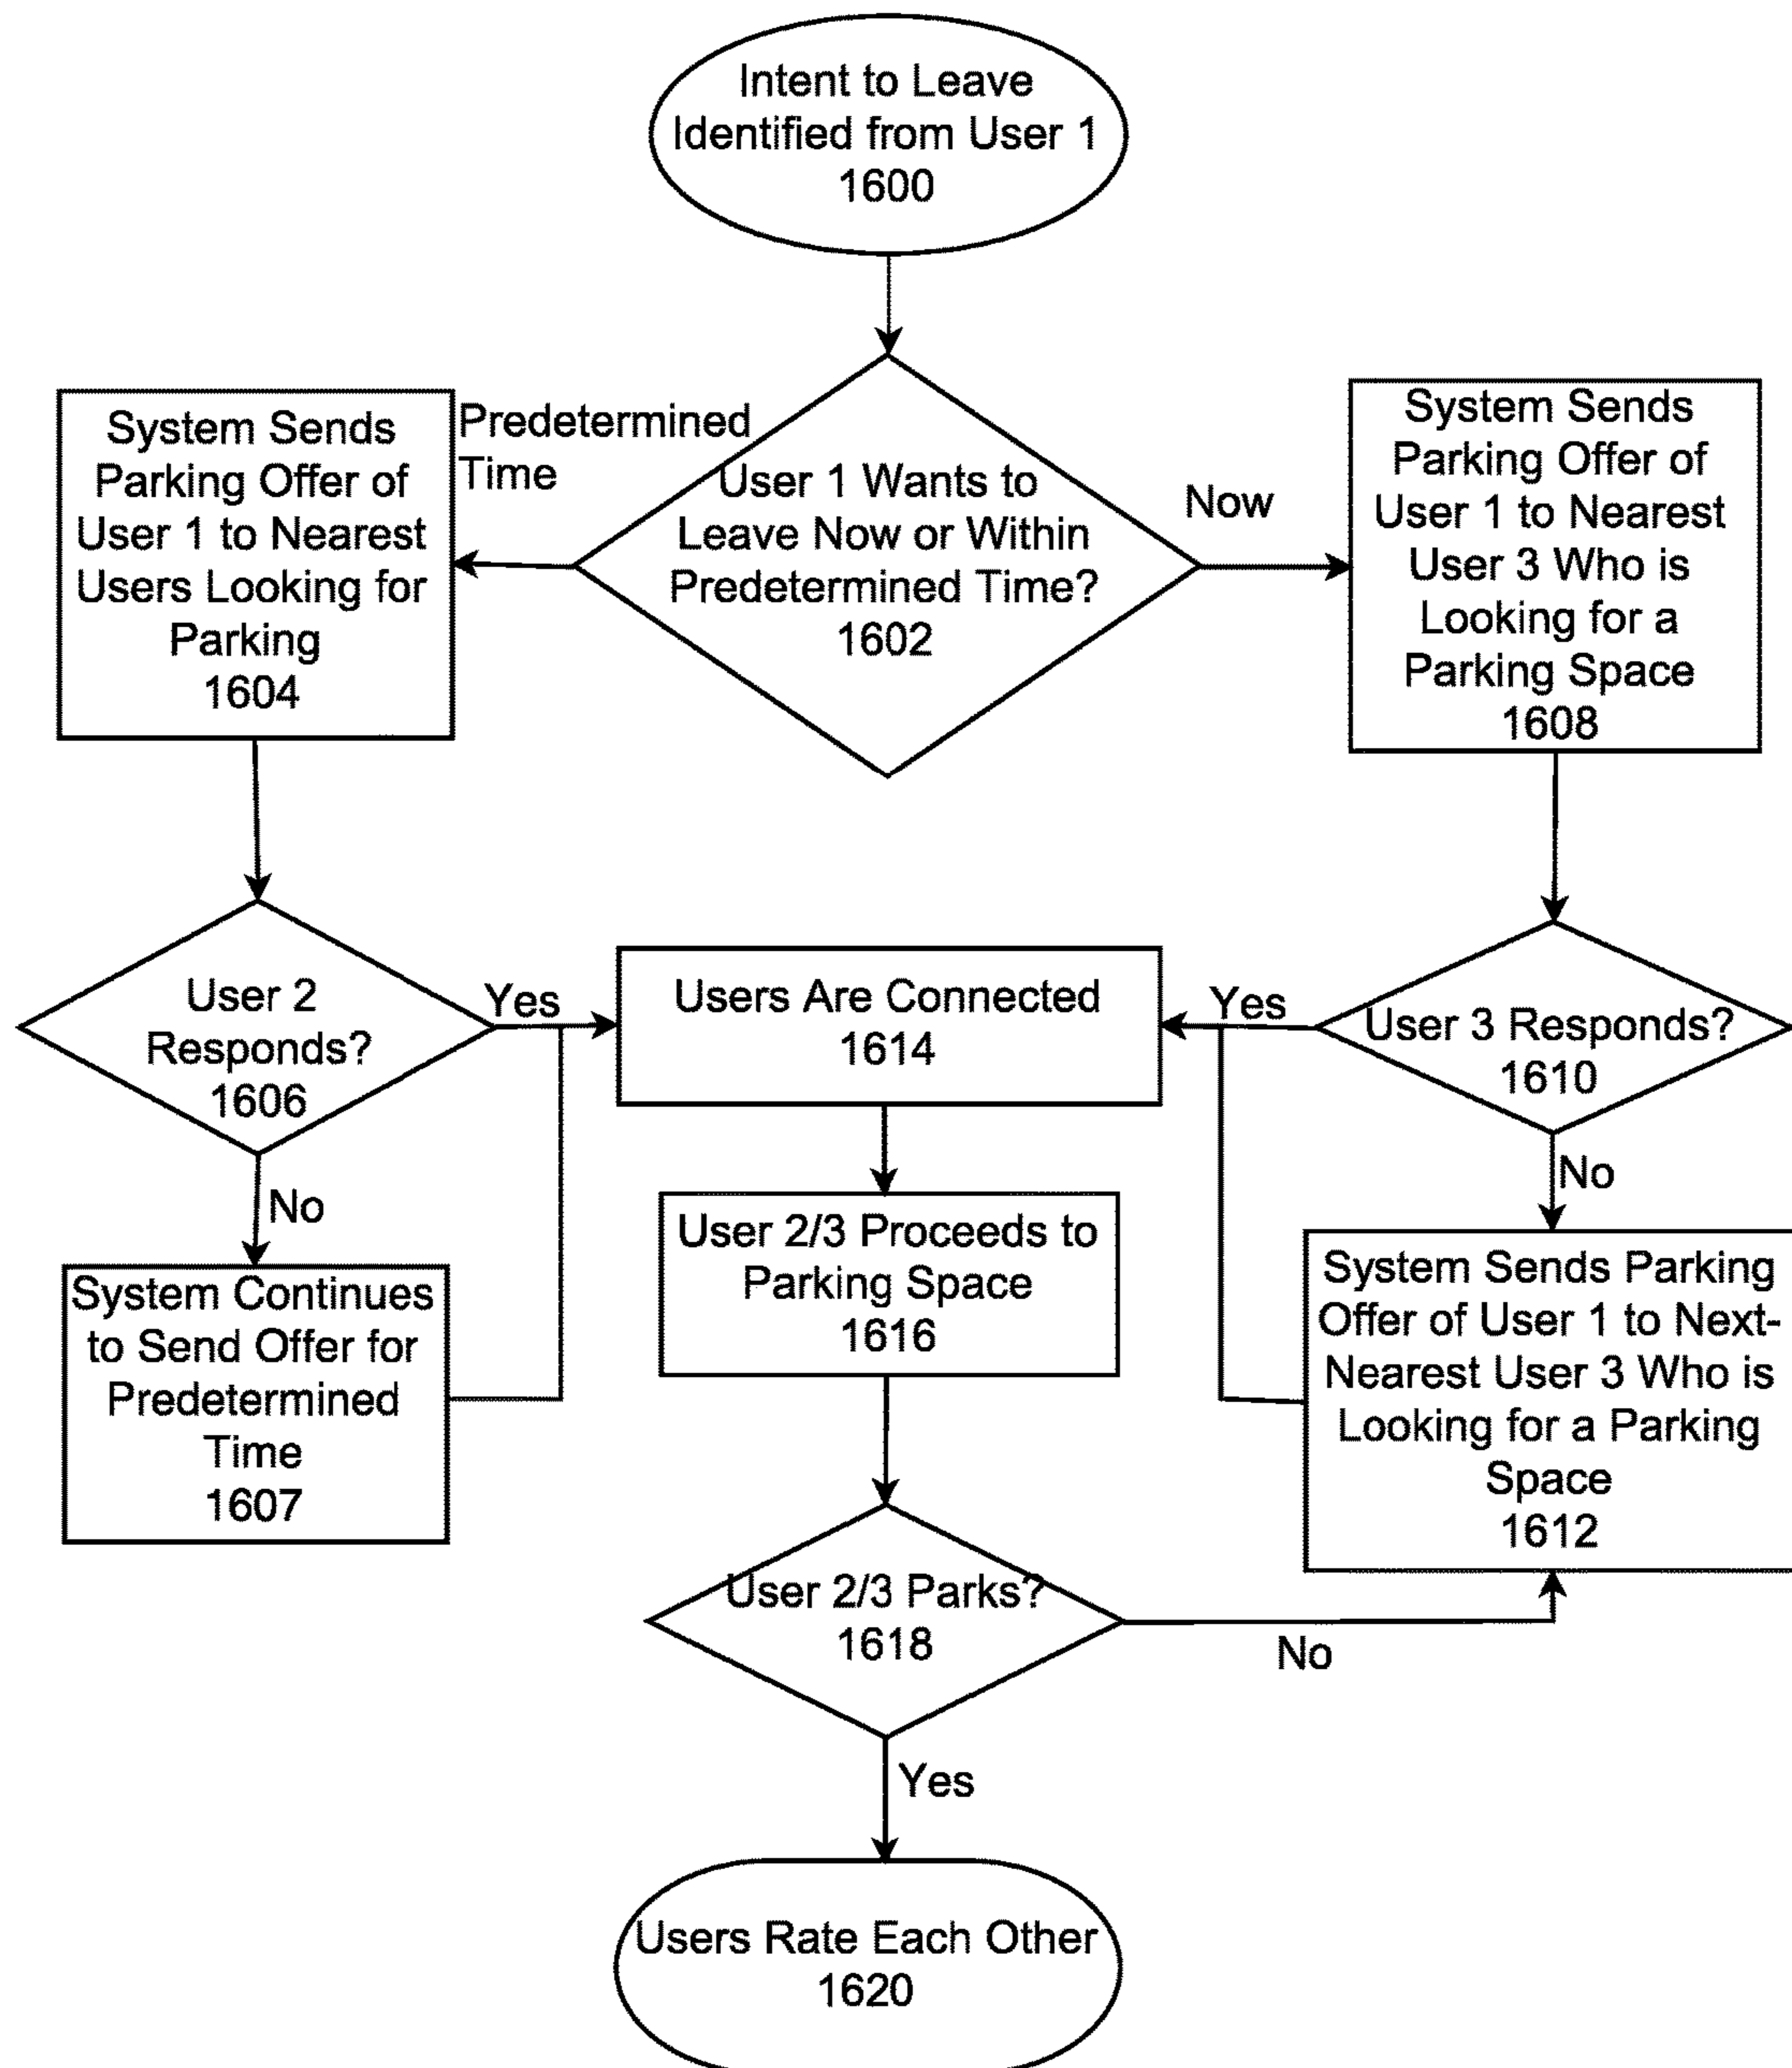 Intent to Leave
Identified from User 1
1600
Predetermined
Time
User 1 Wants to
Leave Now or Within
Predetermined Time?
1602
Now
System Sends
Parking Offer of
User 1 to Nearest
Users Looking for
Parking
1604
System Sends
Parking Offer of
User 1 to Nearest
User 3 Who is
Looking for a
Parking Space
1608
User 2
Responds?
1606
Yes
Users Are Connected
1614
Yes
User 3 Responds?
1610
No
No
System Continues
to Send Offer for
Predetermined
Time
1607
User 2/3 Proceeds to
Parking Space
1616
System Sends Parking
Offer of User 1 to Next-
Nearest User 3 Who is
Looking for a Parking
Space
1612
User 2/3 Parks?
1618
No
Yes
Users Rate Each Other
1620